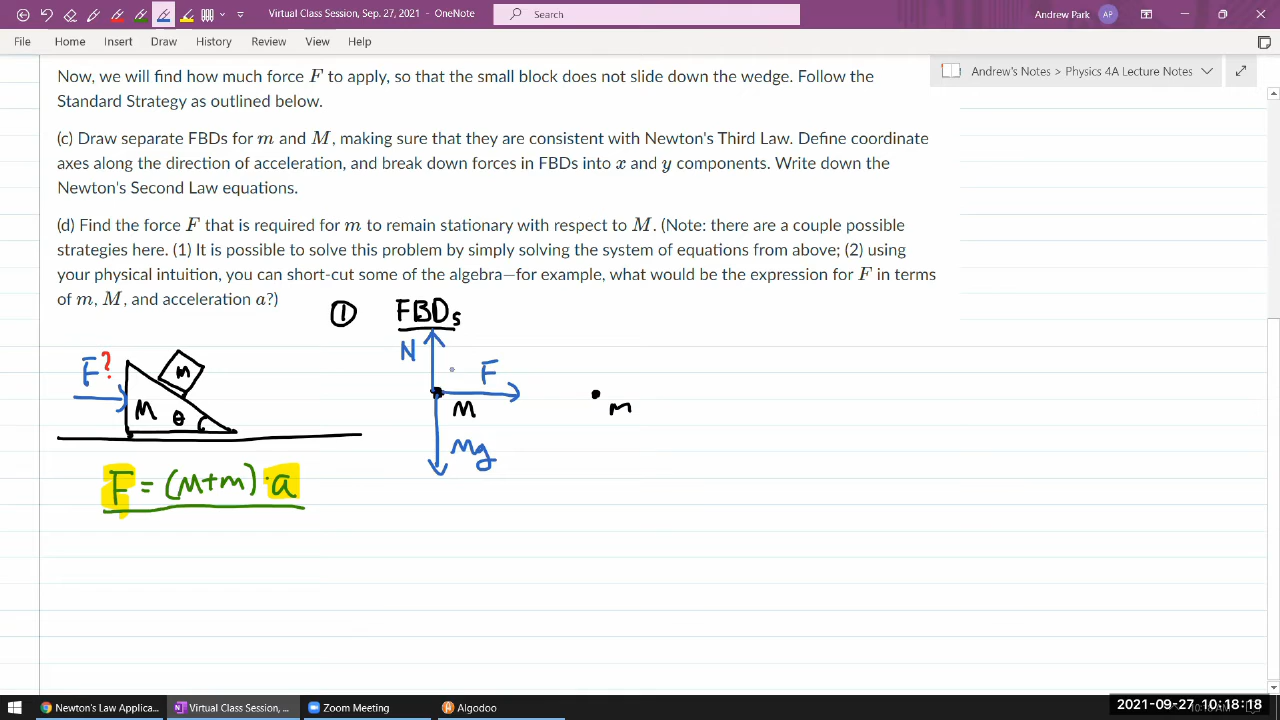 Virtual Class Session, Sep. 27, 2021 - OneNote
Search
Andrew Park
AP
File Home Insert Draw History Review View Help
Andrew's Notes > Physics 4A Lecture Notes
Now, we will find how much force F to apply, so that the small block does not slide down the wedge. Follow the
Standard Strategy as outlined below.
(c) Draw separate FBDs for m and M, making sure that they are consistent with Newton's Third Law. Define coordinate
axes along the direction of acceleration, and break down forces in FBDs into x and y components. Write down the
Newton's Second Law equations.
(d) Find the force F that is required for m to remain stationary with respect to M. (Note: there are a couple possible
strategies here. (1) It is possible to solve this problem by simply solving the system of equations from above; (2) using
your physical intuition, you can short-cut some of the algebra—for example, what would be the expression for F in terms
of m, M, and acceleration a?)
① FBDs
N
F?
m
F
M θ
M
m
Mg
F = (M+m) · a
Newton's Law Applica...
Virtual Class Session, ...
Zoom Meeting
Algodoo
2021-09-27 10:18:18